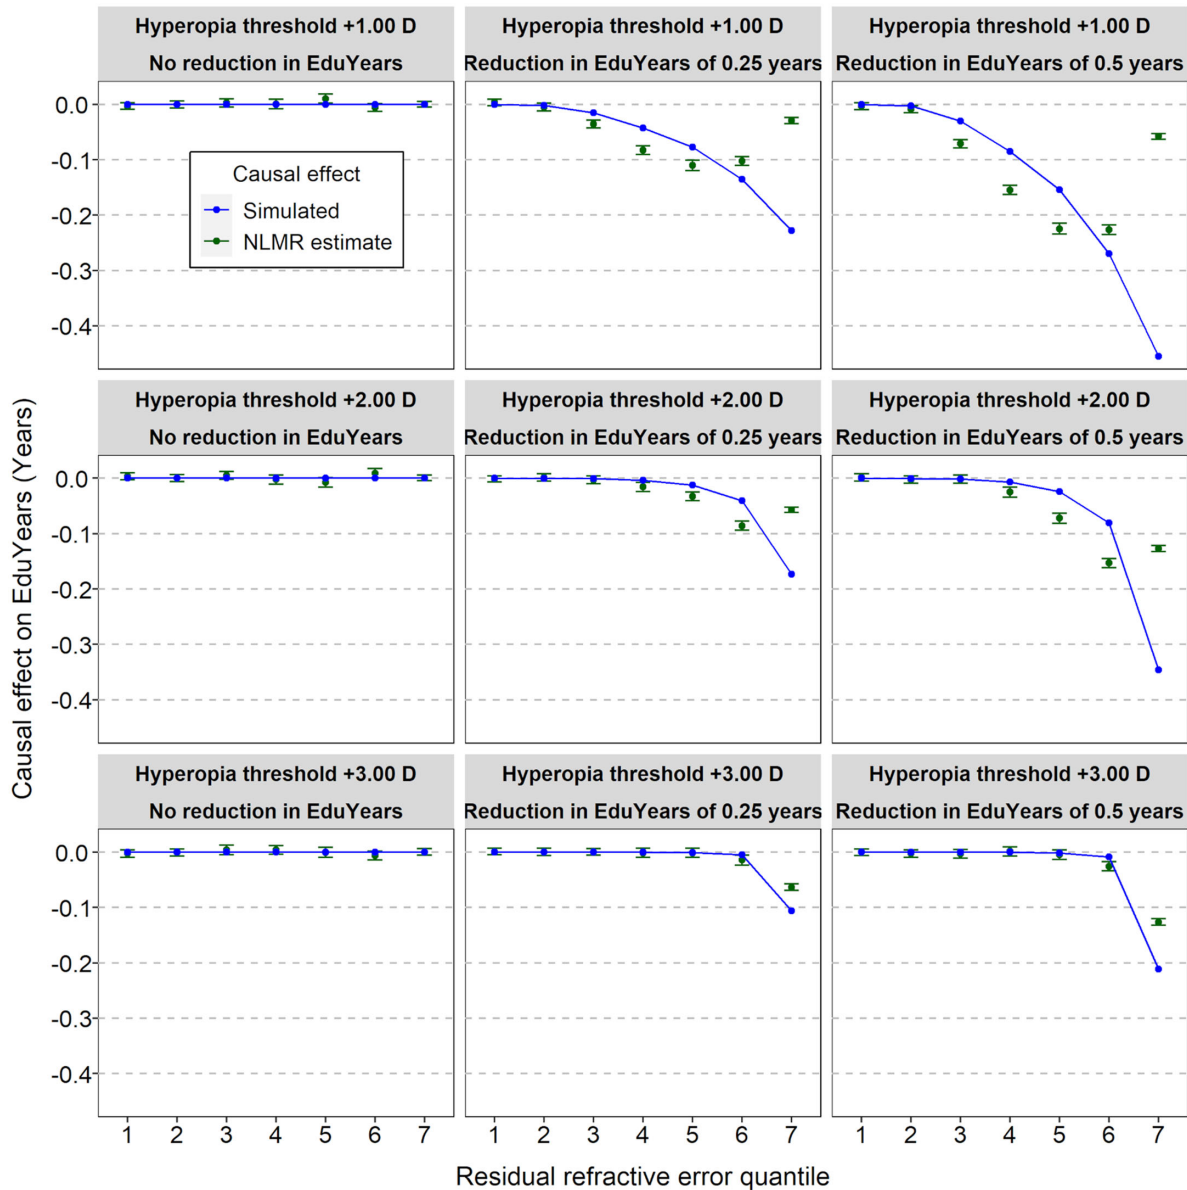 Hyperopia threshold +1.00 D
No reduction in EduYears
Hyperopia threshold +1.00 D
Reduction in EduYears of 0.25 years
Hyperopia threshold +1.00 D
Reduction in EduYears of 0.5 years
0.0
-0.1
-0.2
-0.3
-0.4
Causal effect
Simulated
NLMR estimate
Hyperopia threshold +2.00 D
No reduction in EduYears
Hyperopia threshold +2.00 D
Reduction in EduYears of 0.25 years
Hyperopia threshold +2.00 D
Reduction in EduYears of 0.5 years
0.0
-0.1
-0.2
-0.3
-0.4
Causal effect on EduYears (Years)
Hyperopia threshold +3.00 D
No reduction in EduYears
Hyperopia threshold +3.00 D
Reduction in EduYears of 0.25 years
Hyperopia threshold +3.00 D
Reduction in EduYears of 0.5 years
0.0
-0.1
-0.2
-0.3
-0.4
1 2 3 4 5 6 7
1 2 3 4 5 6 7
1 2 3 4 5 6 7
Residual refractive error quantile